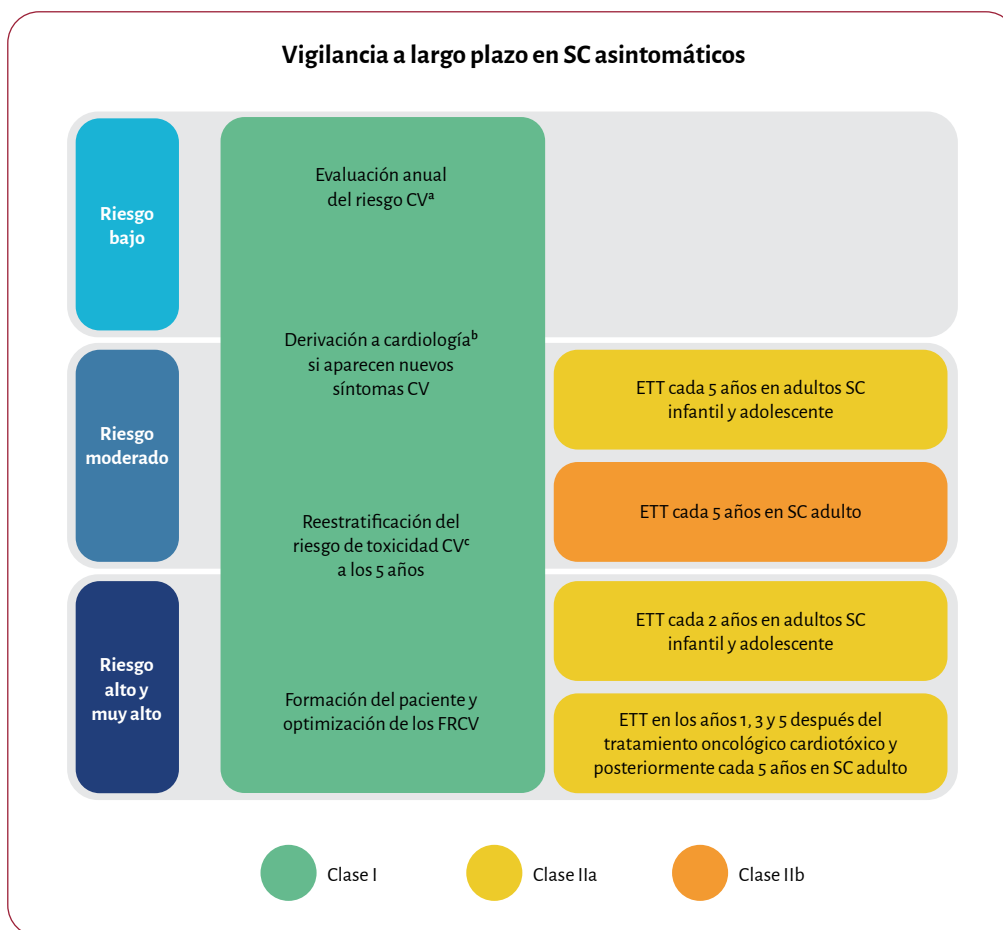 Vigilancia a largo plazo en SC asintomáticos
Riesgo
bajo
Evaluación anual
del riesgo CVᵃ
Derivación a cardiologíaᵇ
si aparecen nuevos
síntomas CV
Riesgo
moderado
ETT cada 5 años en adultos SC
infantil y adolescente
ETT cada 5 años en SC adulto
Reestratificación del
riesgo de toxicidad CVᶜ
a los 5 años
Riesgo
alto y
muy alto
Formación del paciente y
optimización de los FRCV
ETT cada 2 años en adultos SC
infantil y adolescente
ETT en los años 1, 3 y 5 después del
tratamiento oncológico cardiotóxico y
posteriormente cada 5 años en SC adulto
Clase I
Clase IIa
Clase IIb